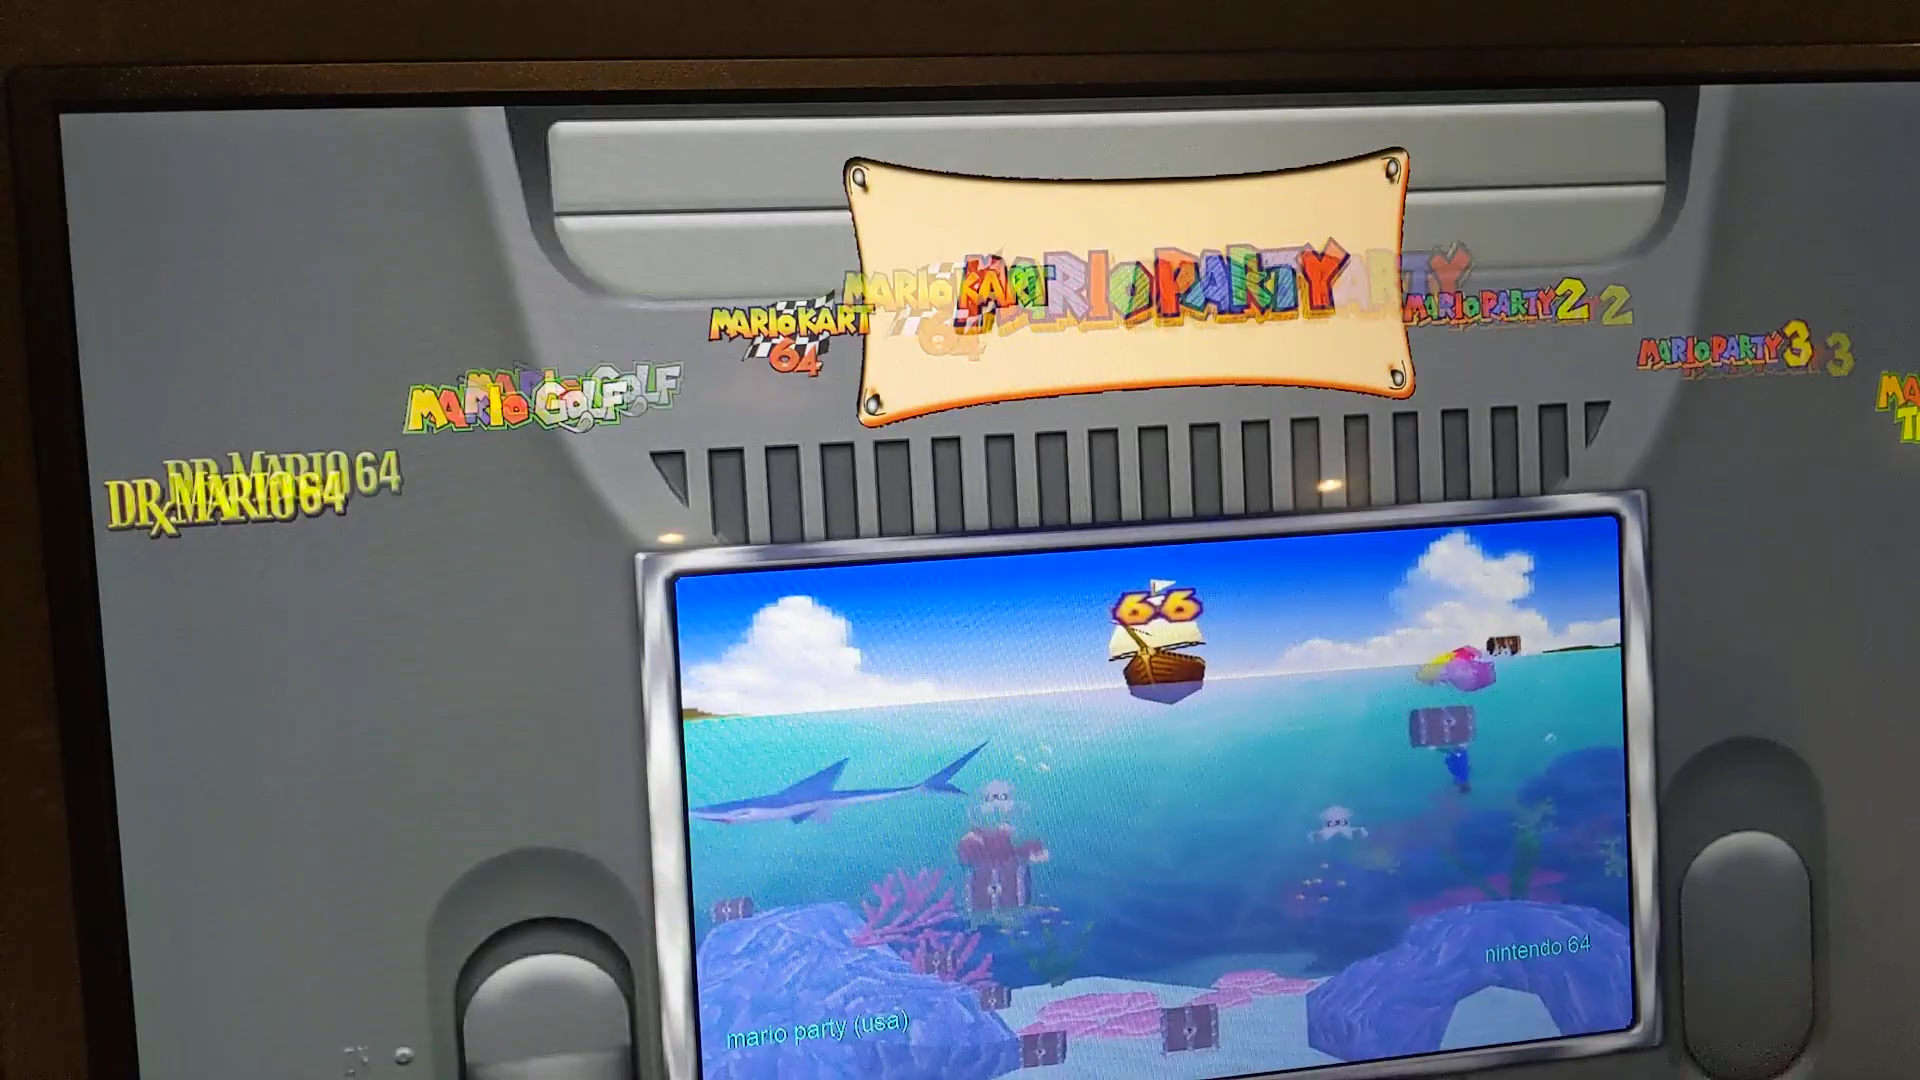 MARIO PARTY
MARIO KART 64
MARIO PARTY 2
MARIO PARTY 3
MARIO GOLF
DR. MARIO 64
66
nintendo 64
mario party (usa)